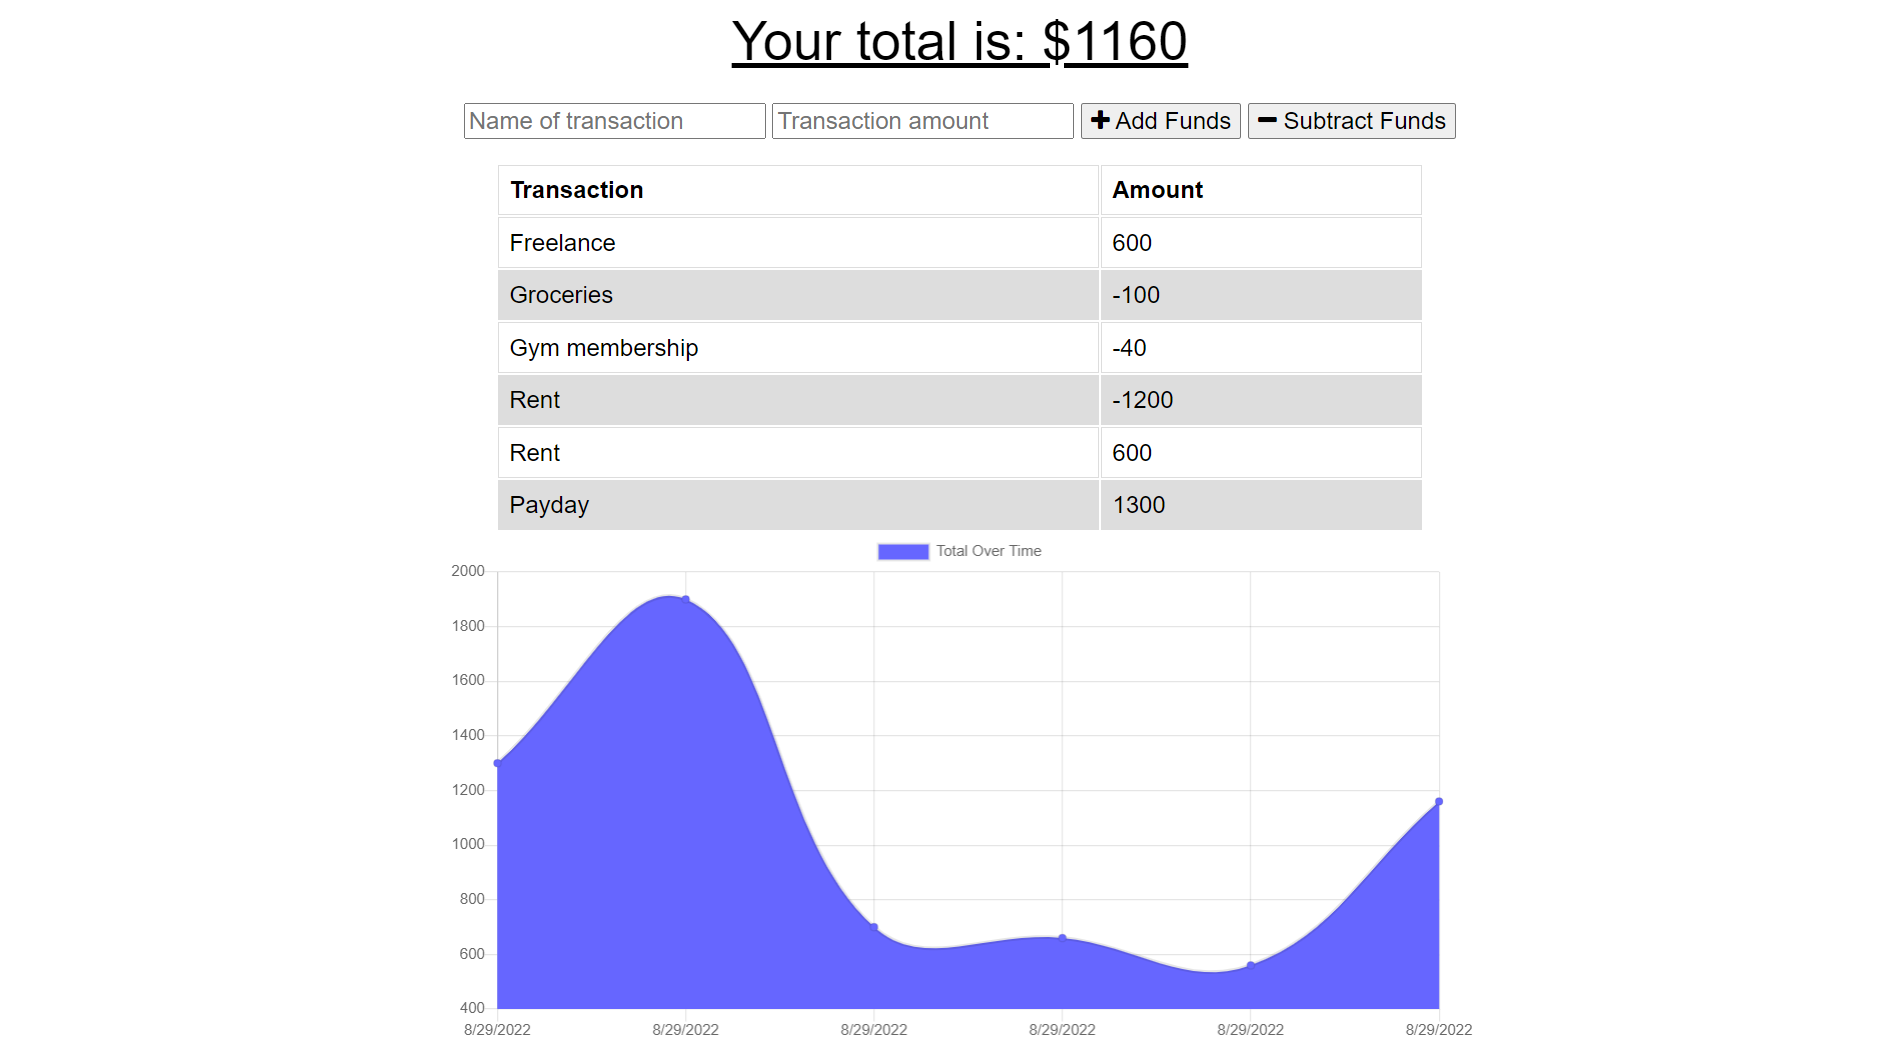 Your total is: $1160
Name of transaction Transaction amount Add Funds Subtract Funds
Transaction Amount
Freelance 600
Groceries -100
Gym membership -40
Rent -1200
Rent 600
Payday 1300
Total Over Time
2000
1800
1600
1400
1200
1000
800
600
400
8/29/2022 8/29/2022 8/29/2022 8/29/2022 8/29/2022 8/29/2022